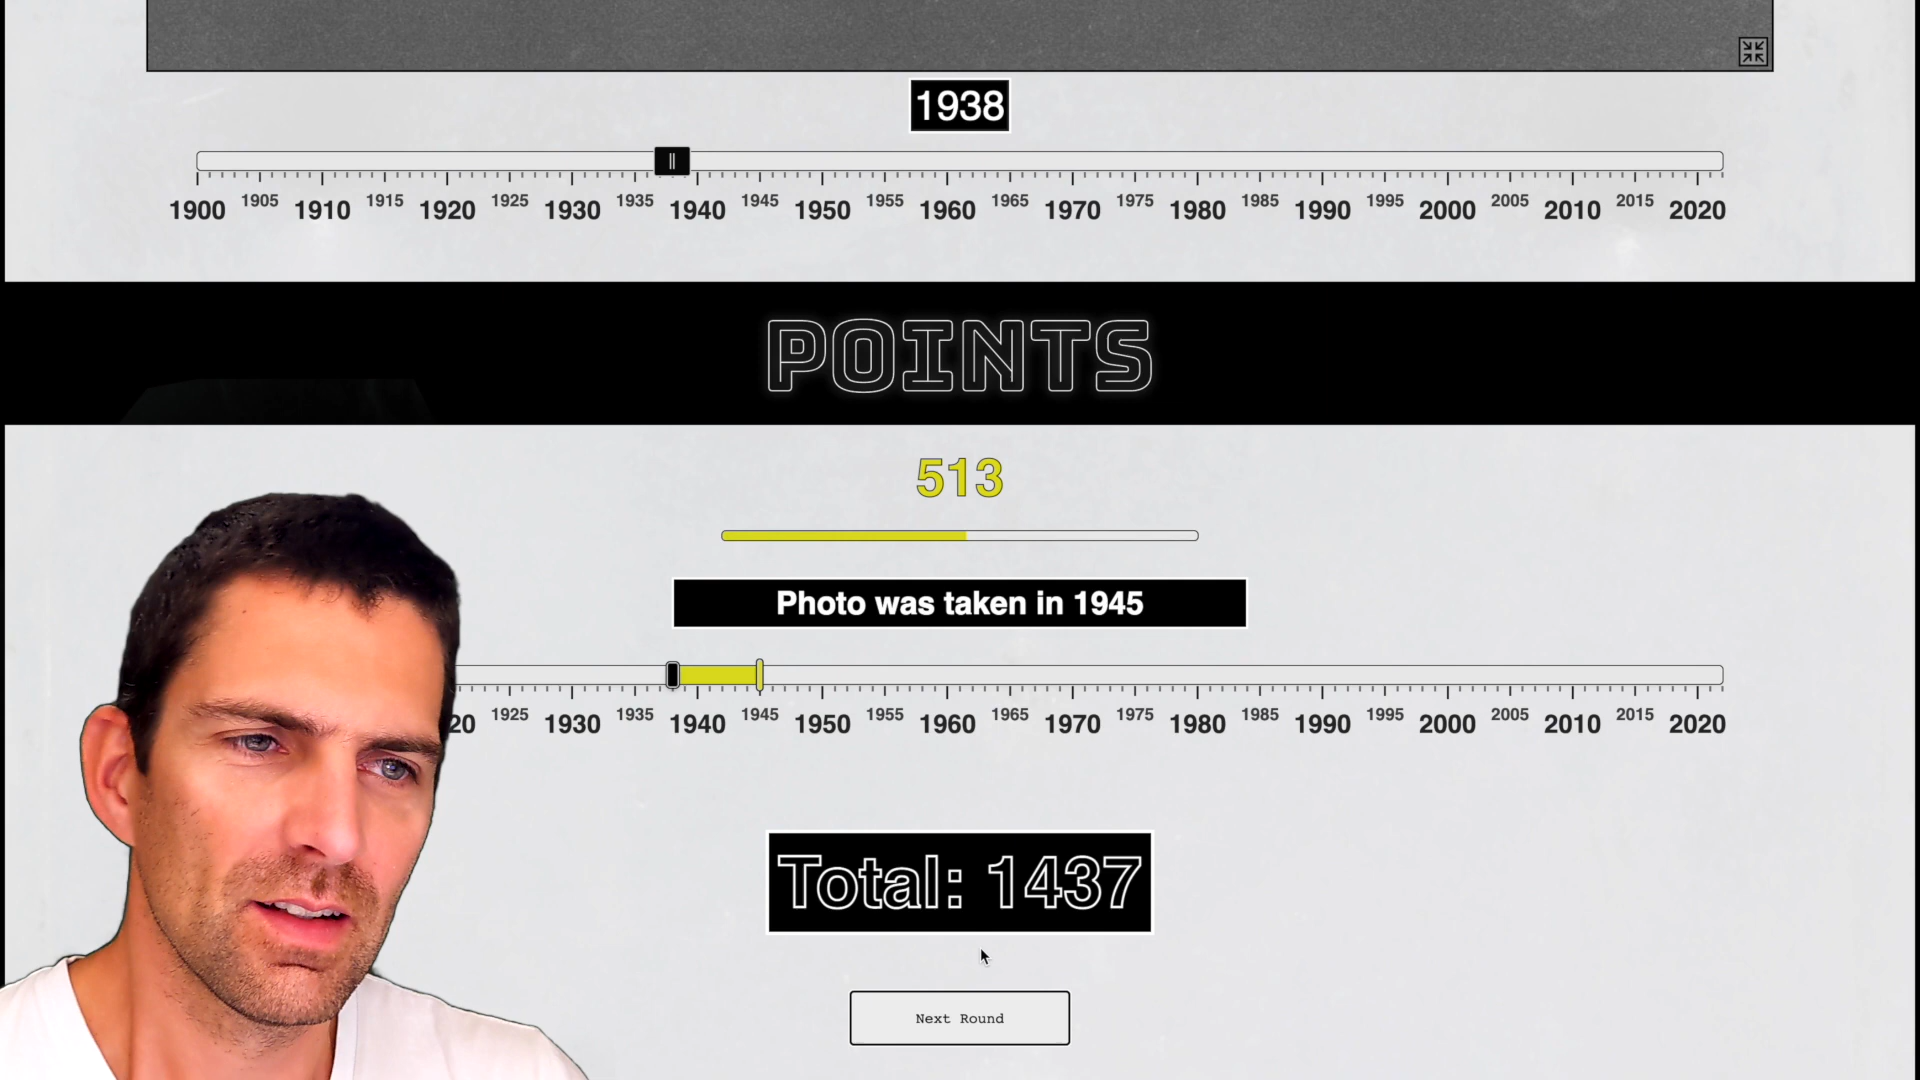 1938
1900 1905 1910 1915 1920 1925 1930 1935 1940 1945 1950 1955 1960 1965 1970 1975 1980 1985 1990 1995 2000 2005 2010 2015 2020
POINTS
513
Photo was taken in 1945
20 1925 1930 1935 1940 1945 1950 1955 1960 1965 1970 1975 1980 1985 1990 1995 2000 2005 2010 2015 2020
Total: 1437
Next Round